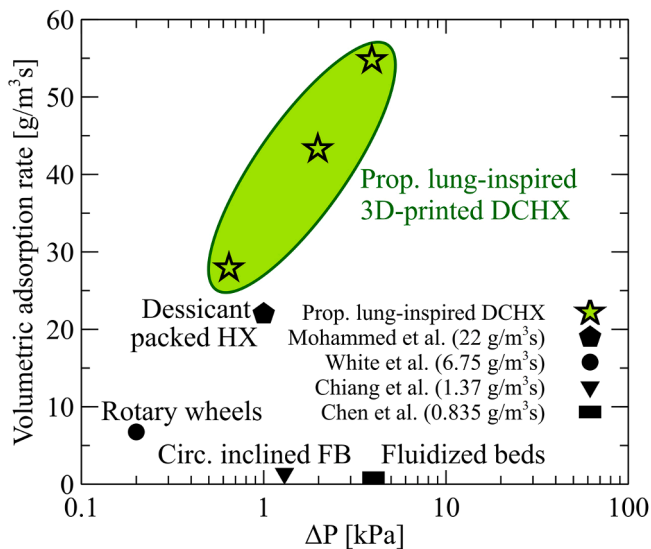 60
50
40
30
20
10
0
Volumetric adsorption rate [g/m³s]
Prop. lung-inspired
3D-printed DCHX
Dessicant
packed HX
Prop. lung-inspired DCHX
Mohammed et al. (22 g/m³s)
White et al. (6.75 g/m³s)
Chiang et al. (1.37 g/m³s)
Chen et al. (0.835 g/m³s)
Rotary wheels
Circ. inclined FB
Fluidized beds
0.1 1 10 100
ΔP [kPa]